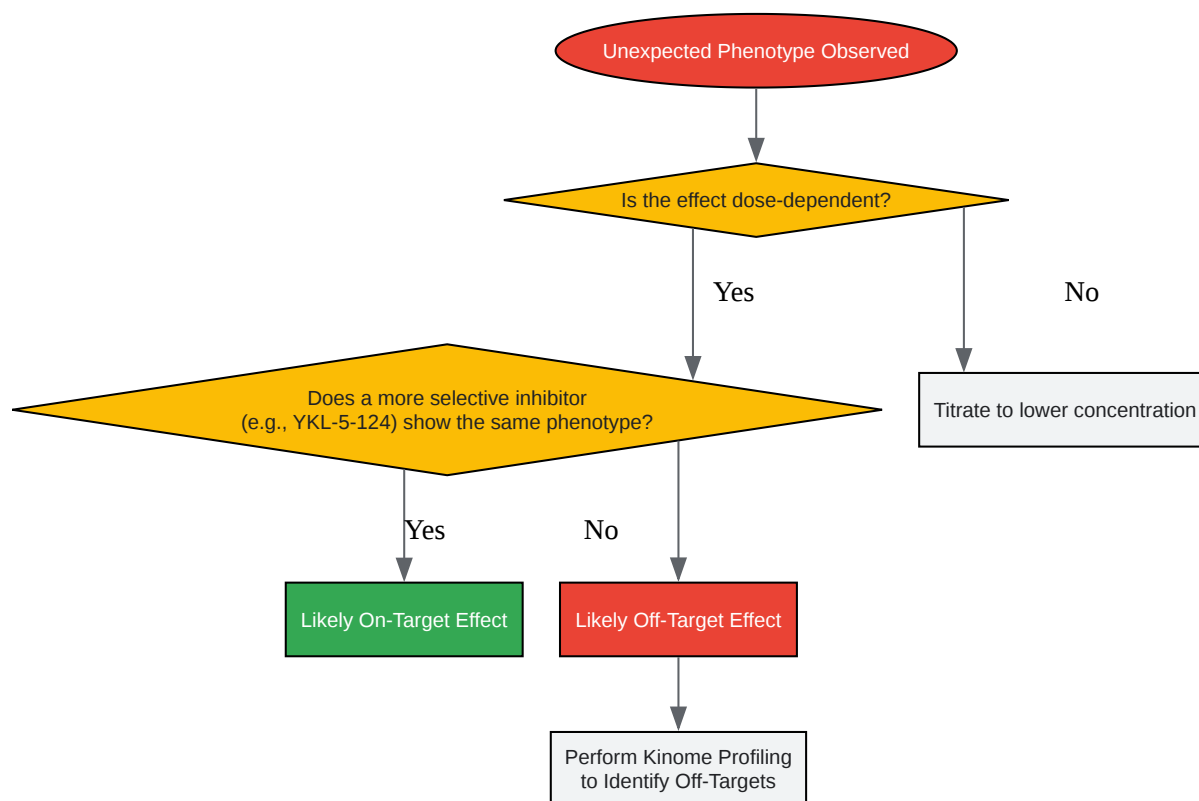 Unexpected Phenotype Observed
Is the effect dose-dependent?
Yes
No
Does a more selective inhibitor
(e.g., YKL-5-124) show the same phenotype?
Titrate to lower concentration
Yes
No
Likely On-Target Effect
Likely Off-Target Effect
Perform Kinome Profiling
to Identify Off-Targets